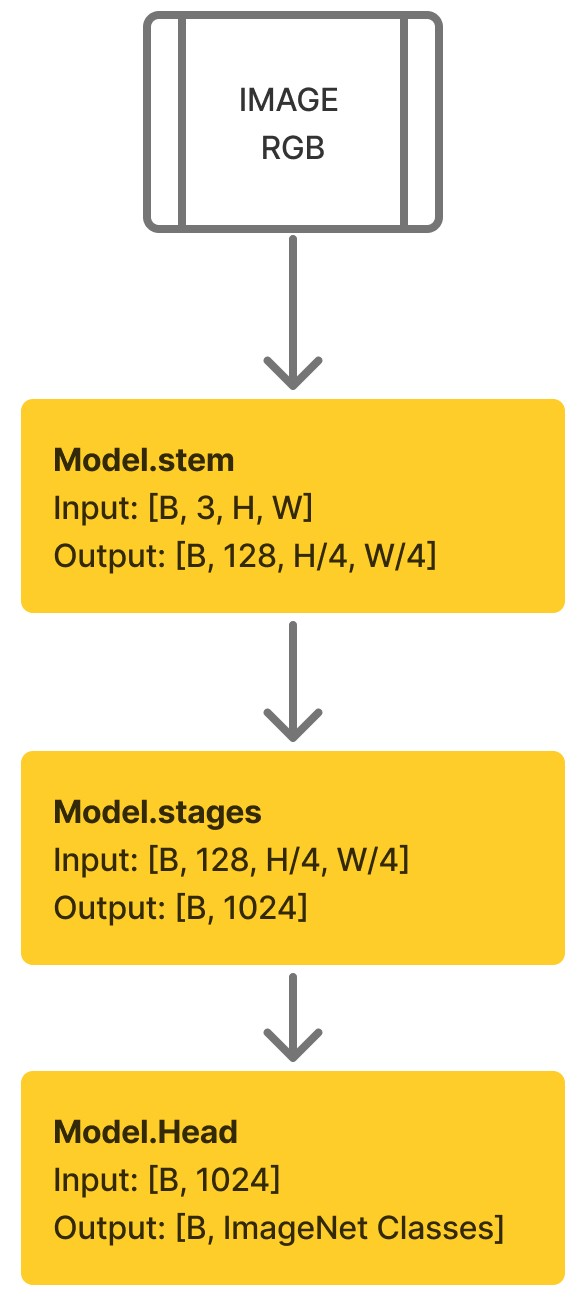 IMAGE
RGB
Model.stem
Input: [B, 3, H, W]
Output: [B, 128, H/4, W/4]
Model.stages
Input: [B, 128, H/4, W/4]
Output: [B, 1024]
Model.Head
Input: [B, 1024]
Output: [B, ImageNet Classes]